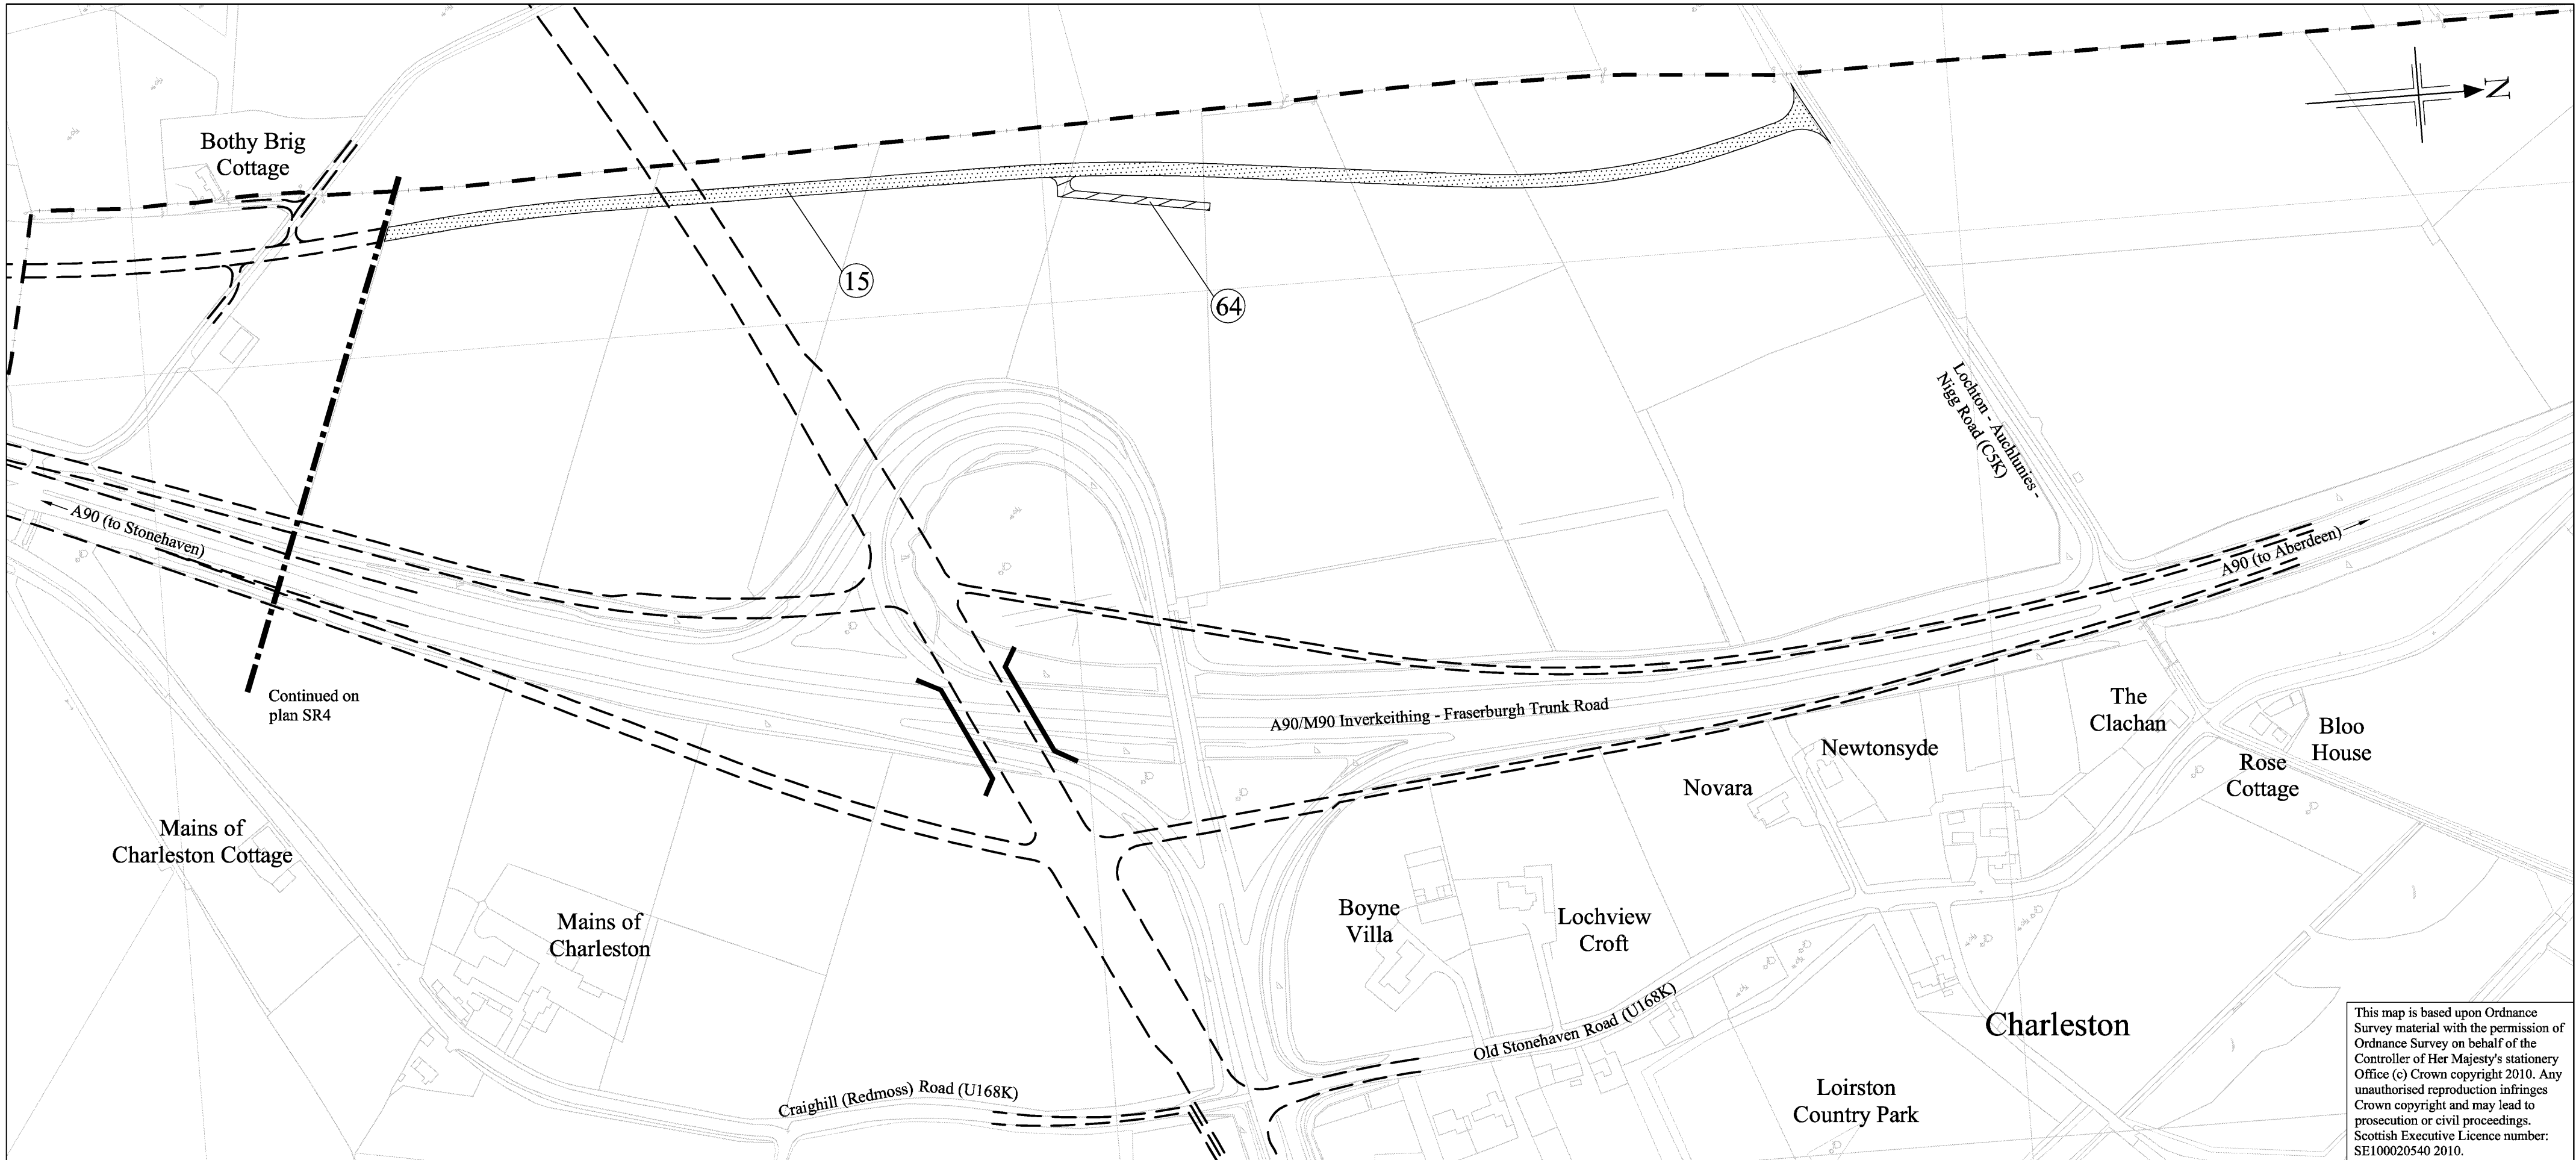 N
Bothy Brig
Cottage
15
64
Lochton - Auchlunies -
Nigg Road (C5K)
A90 (to Stonehaven)
A90 (to Aberdeen)
Continued on
plan SR4
A90/M90 Inverkeithing - Fraserburgh Trunk Road
The
Clachan
Bloo
House
Newtonsyde
Rose
Cottage
Novara
Mains of
Charleston Cottage
Mains of
Charleston
Boyne
Villa
Lochview
Croft
Old Stonehaven Road (U168K)
Charleston
Craighill (Redmoss) Road (U168K)
Loirston
Country Park
This map is based upon Ordnance
Survey material with the permission of
Ordnance Survey on behalf of the
Controller of Her Majesty's stationery
Office (c) Crown copyright 2010. Any
unauthorised reproduction infringes
Crown copyright and may lead to
prosecution or civil proceedings.
Scottish Executive Licence number:
SE100020540 2010.